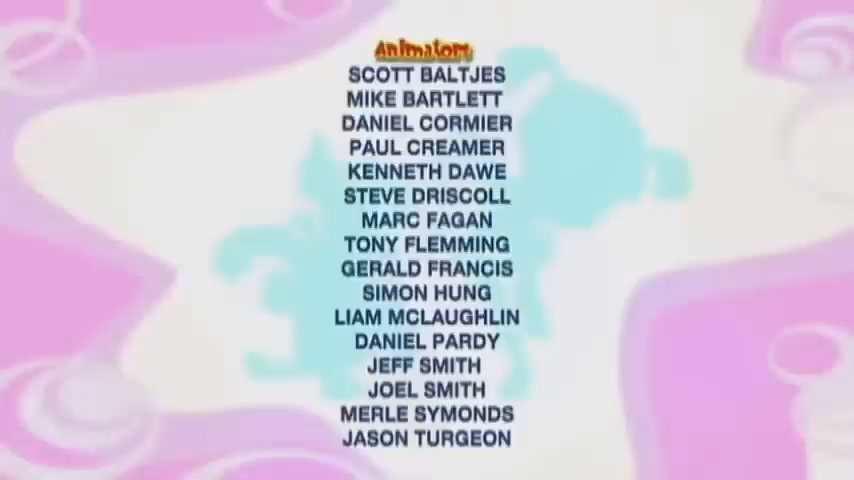 Animators
SCOTT BALTJES
MIKE BARTLETT
DANIEL CORMIER
PAUL CREAMER
KENNETH DAWE
STEVE DRISCOLL
MARC FAGAN
TONY FLEMMING
GERALD FRANCIS
SIMON HUNG
LIAM MCLAUGHLIN
DANIEL PARDY
JEFF SMITH
JOEL SMITH
MERLE SYMONDS
JASON TURGEON